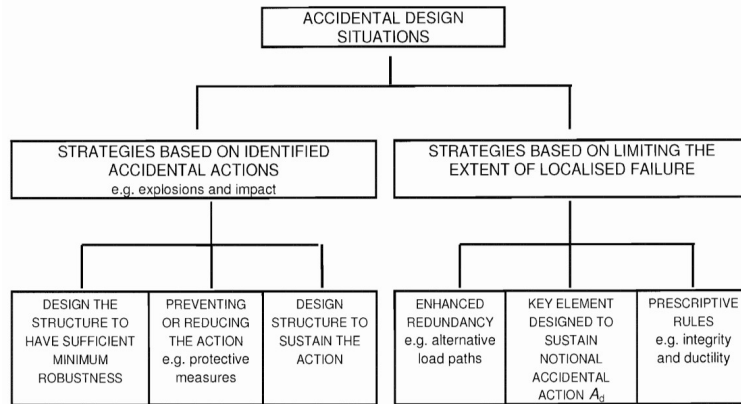 ACCIDENTAL DESIGN
SITUATIONS
STRATEGIES BASED ON IDENTIFIED
ACCIDENTAL ACTIONS
e.g. explosions and impact
STRATEGIES BASED ON LIMITING THE
EXTENT OF LOCALISED FAILURE
DESIGN THE
STRUCTURE TO
HAVE SUFFICIENT
MINIMUM
ROBUSTNESS
PREVENTING
OR REDUCING
THE ACTION
e.g. protective
measures
DESIGN
STRUCTURE TO
SUSTAIN THE
ACTION
ENHANCED
REDUNDANCY
e.g. alternative
load paths
KEY ELEMENT
DESIGNED TO
SUSTAIN
NOTIONAL
ACCIDENTAL
ACTION Ad
PRESCRIPTIVE
RULES
e.g. integrity
and ductility